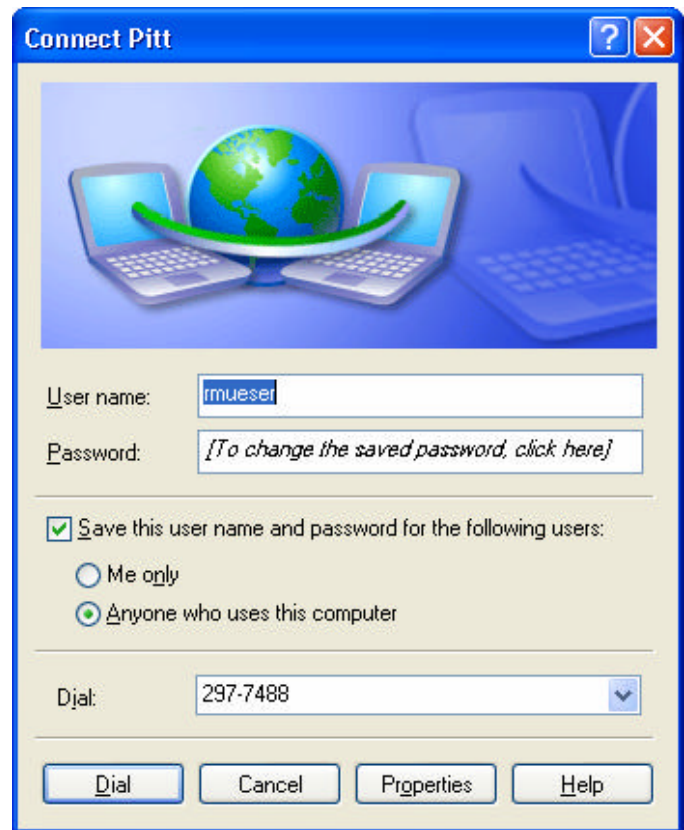 Connect Pitt
User name: rmueser
Password: [To change the saved password, click here]
Save this user name and password for the following users:
Me only
Anyone who uses this computer
Dial: 297-7488
Dial Cancel Properties Help